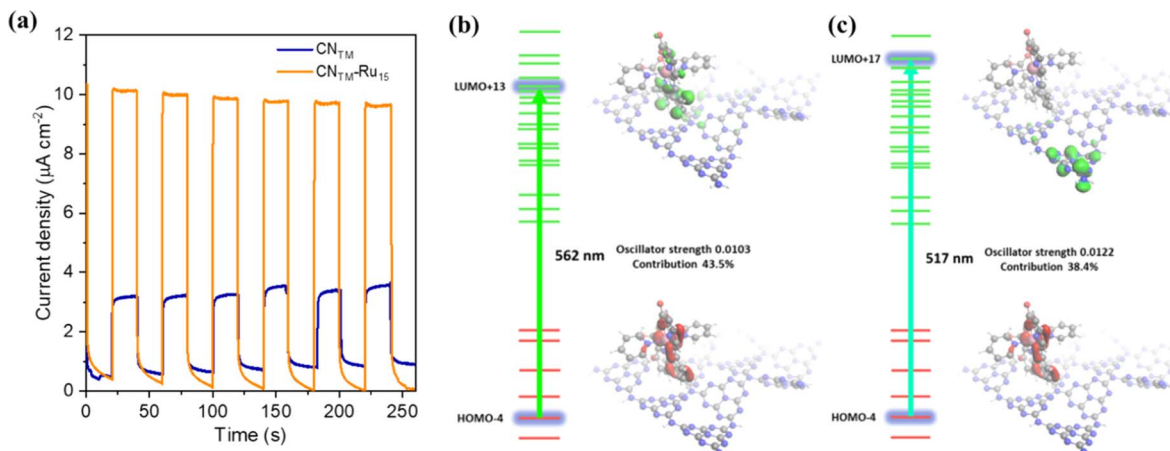 (a)
12
10
8
6
4
2
0
0
50
100
150
200
250
Current density (µA cm⁻²)
Time (s)
CN_TM
CN_TM-Ru₁₅
(b)
LUMO+13
562 nm
Oscillator strength 0.0103
Contribution 43.5%
HOMO-4
(c)
LUMO+17
517 nm
Oscillator strength 0.0122
Contribution 38.4%
HOMO-4